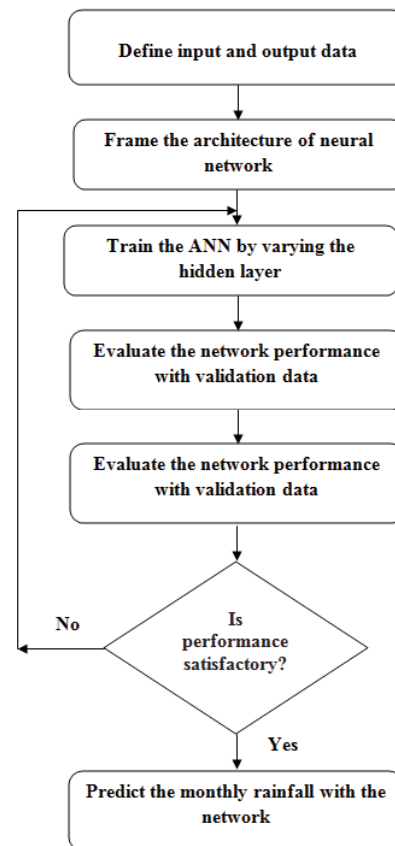 Define input and output data
Frame the architecture of neural
network
Train the ANN by varying the
hidden layer
Evaluate the network performance
with validation data
Evaluate the network performance
with validation data
Is
performance
satisfactory?
No
Yes
Predict the monthly rainfall with the
network